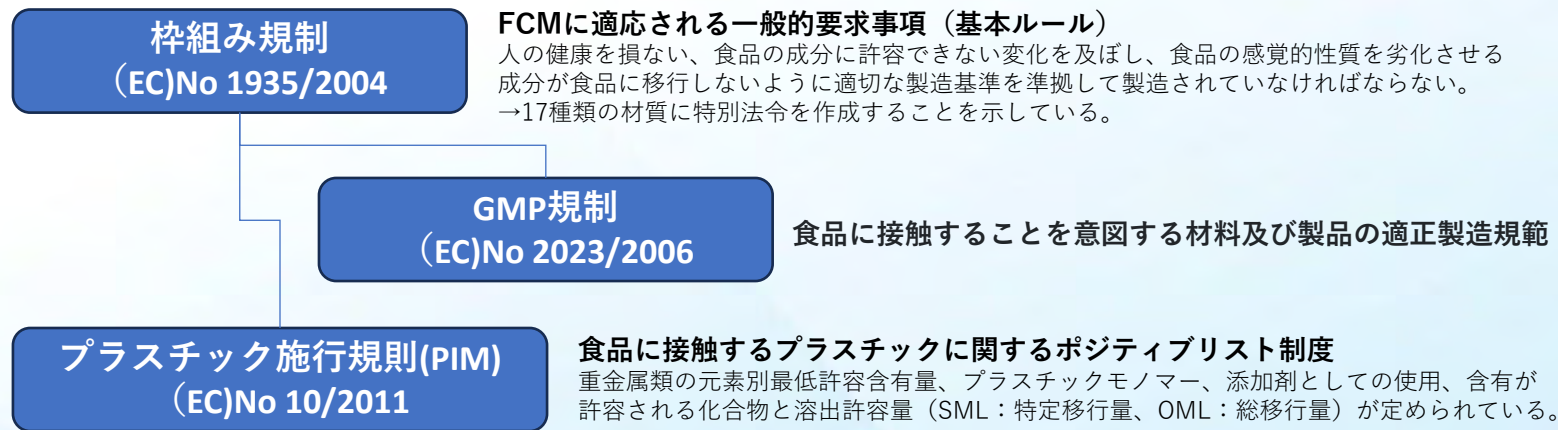 枠組み規制
（EC)No 1935/2004
FCMに適応される一般的要求事項（基本ルール）
人の健康を損ない、食品の成分に許容できない変化を及ぼし、食品の感覚的性質を劣化させる
成分が食品に移行しないように適切な製造基準を準拠して製造されていなければならない。
→17種類の材質に特別法令を作成することを示している。
GMP規制
（EC)No 2023/2006
食品に接触することを意図する材料及び製品の適正製造規範
プラスチック施行規則(PIM)
（EC)No 10/2011
食品に接触するプラスチックに関するポジティブリスト制度
重金属類の元素別最低許容含有量、プラスチックモノマー、添加剤としての使用、含有が
許容される化合物と溶出許容量（SML：特定移行量、OML：総移行量）が定められている。